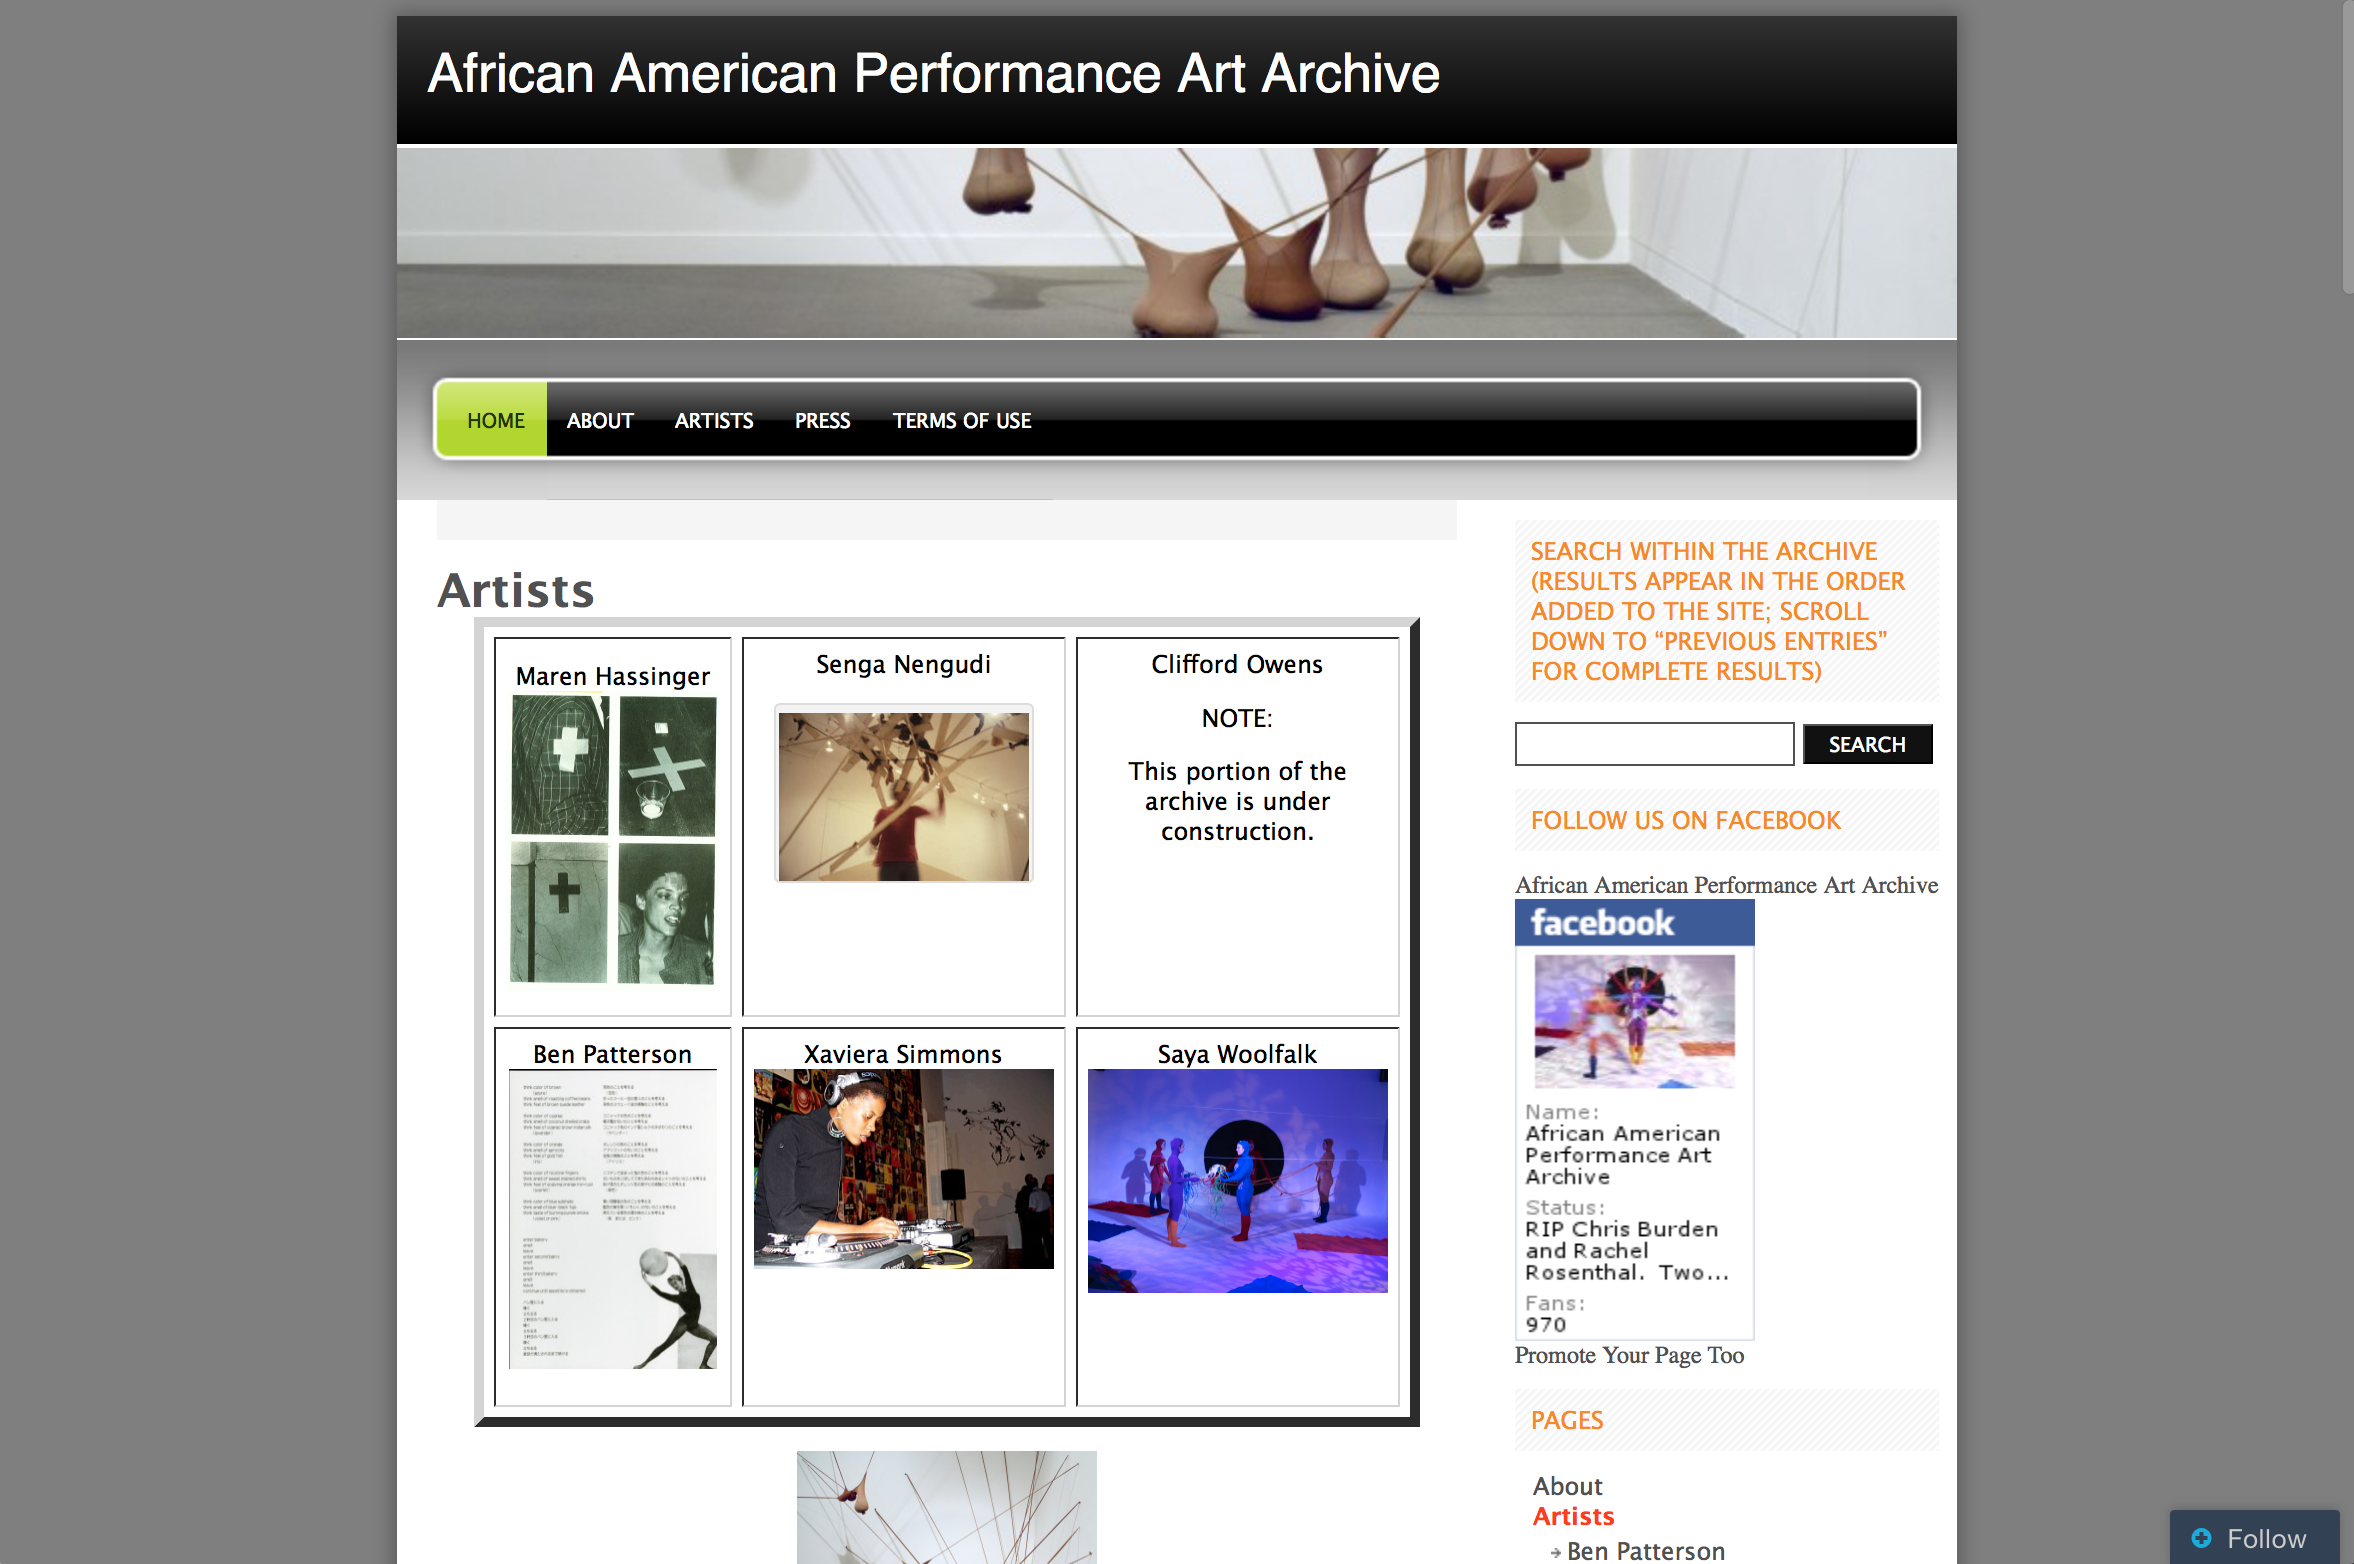 African American Performance Art Archive
HOME
ABOUT
ARTISTS
PRESS
TERMS OF USE
Artists
Maren Hassinger
Senga Nengudi
Clifford Owens
NOTE:
This portion of the
archive is under
construction.
Ben Patterson
Xaviera Simmons
Saya Woolfalk
SEARCH WITHIN THE ARCHIVE
(RESULTS APPEAR IN THE ORDER
ADDED TO THE SITE; SCROLL
DOWN TO “PREVIOUS ENTRIES”
FOR COMPLETE RESULTS)
SEARCH
FOLLOW US ON FACEBOOK
African American Performance Art Archive
facebook
Name:
African American
Performance Art
Archive
Status:
RIP Chris Burden
and Rachel
Rosenthal. Two...
Fans:
970
Promote Your Page Too
PAGES
About
Artists
Ben Patterson
Follow